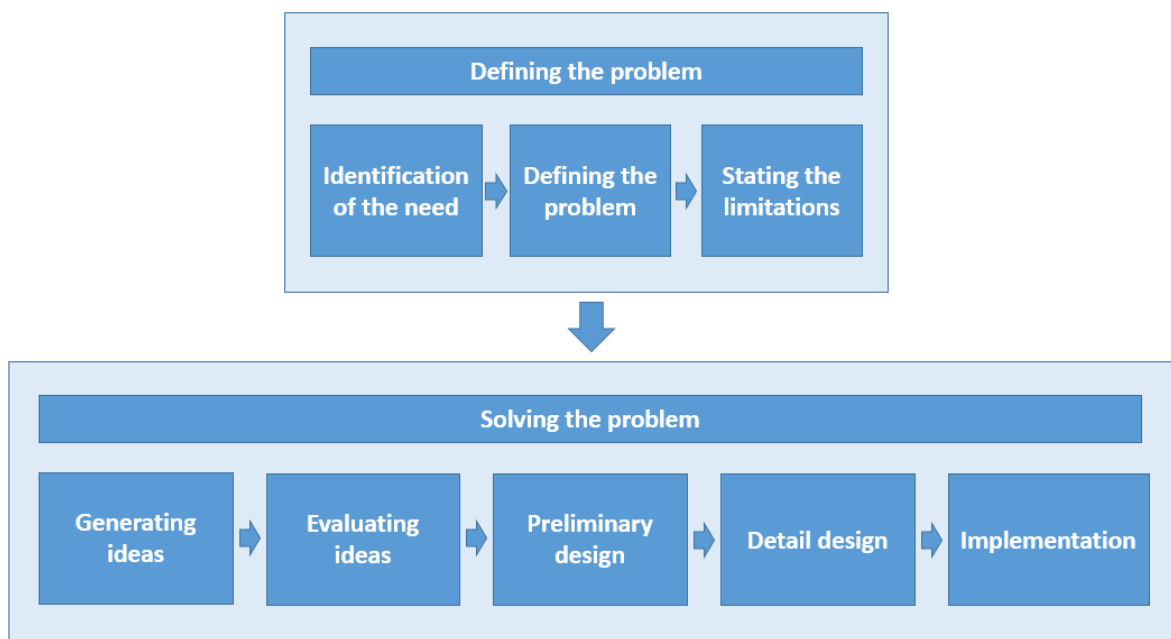 Defining the problem
Identification
of the need
Defining the
problem
Stating the
limitations
Solving the problem
Generating
ideas
Evaluating
ideas
Preliminary
design
Detail design
Implementation